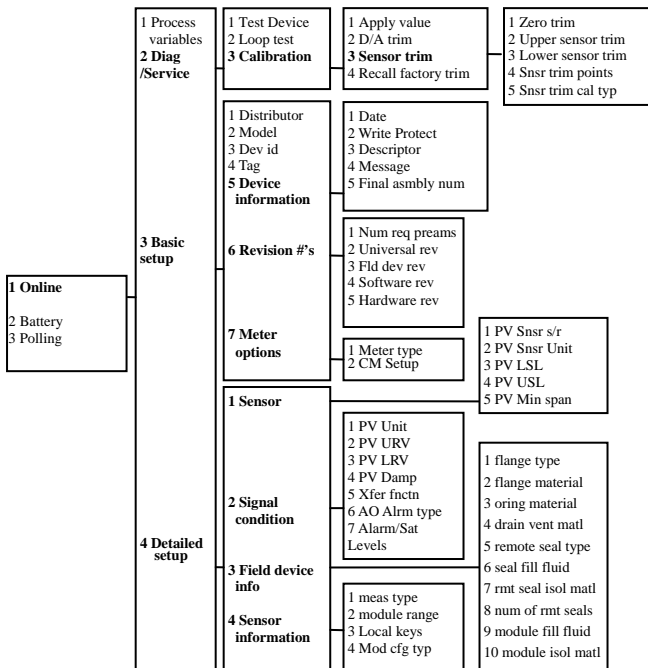 1 Online
2 Battery
3 Polling
1 Process
variables
2 Diag
/Service
3 Basic
setup
4 Detailed
setup
1 Test Device
2 Loop test
3 Calibration
1 Apply value
2 D/A trim
3 Sensor trim
4 Recall factory trim
1 Zero trim
2 Upper sensor trim
3 Lower sensor trim
4 Snsr trim points
5 Snsr trim cal typ
1 Distributor
2 Model
3 Dev id
4 Tag
5 Device
information
6 Revision #'s
7 Meter
options
1 Date
2 Write Protect
3 Descriptor
4 Message
5 Final asmbly num
1 Num req preams
2 Universal rev
3 Fld dev rev
4 Software rev
5 Hardware rev
1 Meter type
2 CM Setup
1 Sensor
2 Signal
condition
3 Field device
info
4 Sensor
information
1 PV Snsr s/r
2 PV Snsr Unit
3 PV LSL
4 PV USL
5 PV Min span
1 PV Unit
2 PV URV
3 PV LRV
4 PV Damp
5 Xfer fnctn
6 AO Alrm type
7 Alarm/Sat
Levels
1 flange type
2 flange material
3 oring material
4 drain vent matl
5 remote seal type
6 seal fill fluid
7 rmt seal isol matl
8 num of rmt seals
9 module fill fluid
10 module isol matl
1 meas type
2 module range
3 Local keys
4 Mod cfg typ